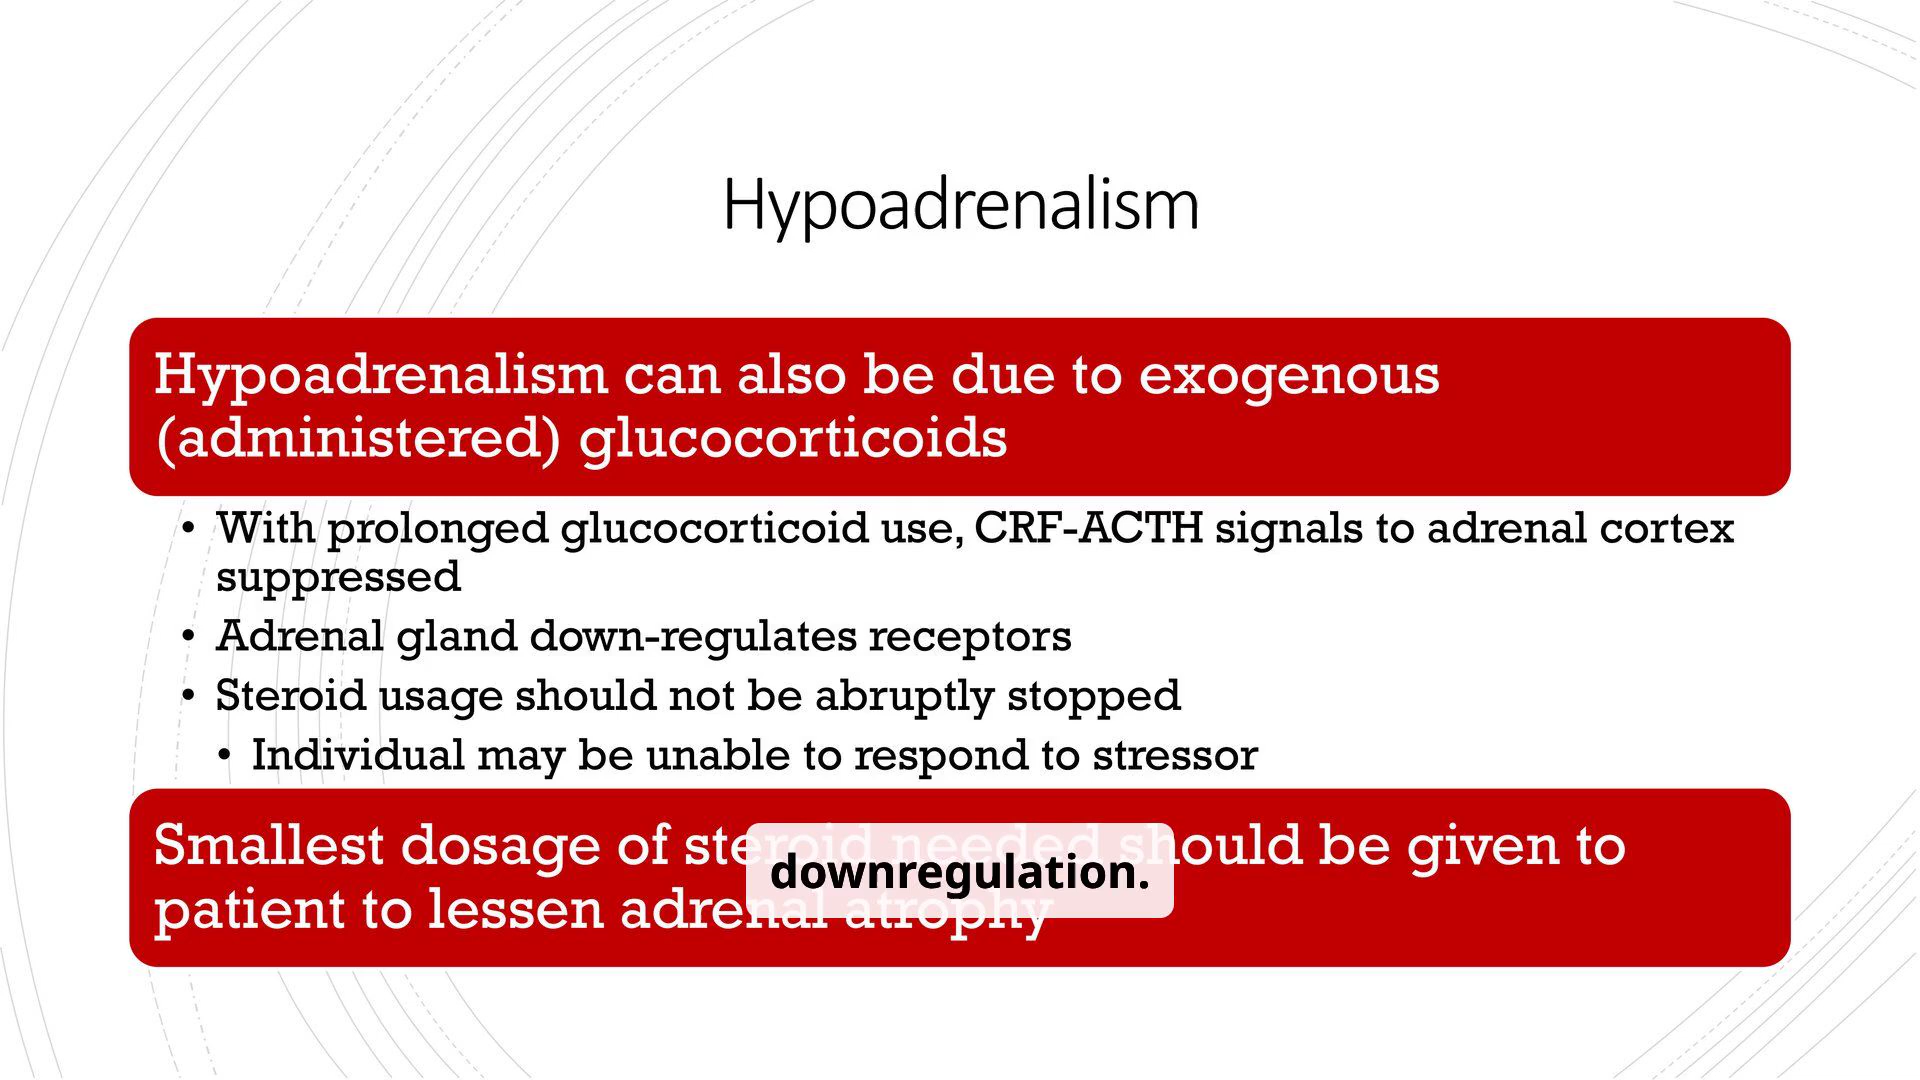 Hypoadrenalism
Hypoadrenalism can also be due to exogenous
(administered) glucocorticoids
• With prolonged glucocorticoid use, CRF-ACTH signals to adrenal cortex
suppressed
• Adrenal gland down-regulates receptors
• Steroid usage should not be abruptly stopped
• Individual may be unable to respond to stressor
Smallest dosage of steroid needed should be given to
patient to lessen adrenal atrophy
downregulation.